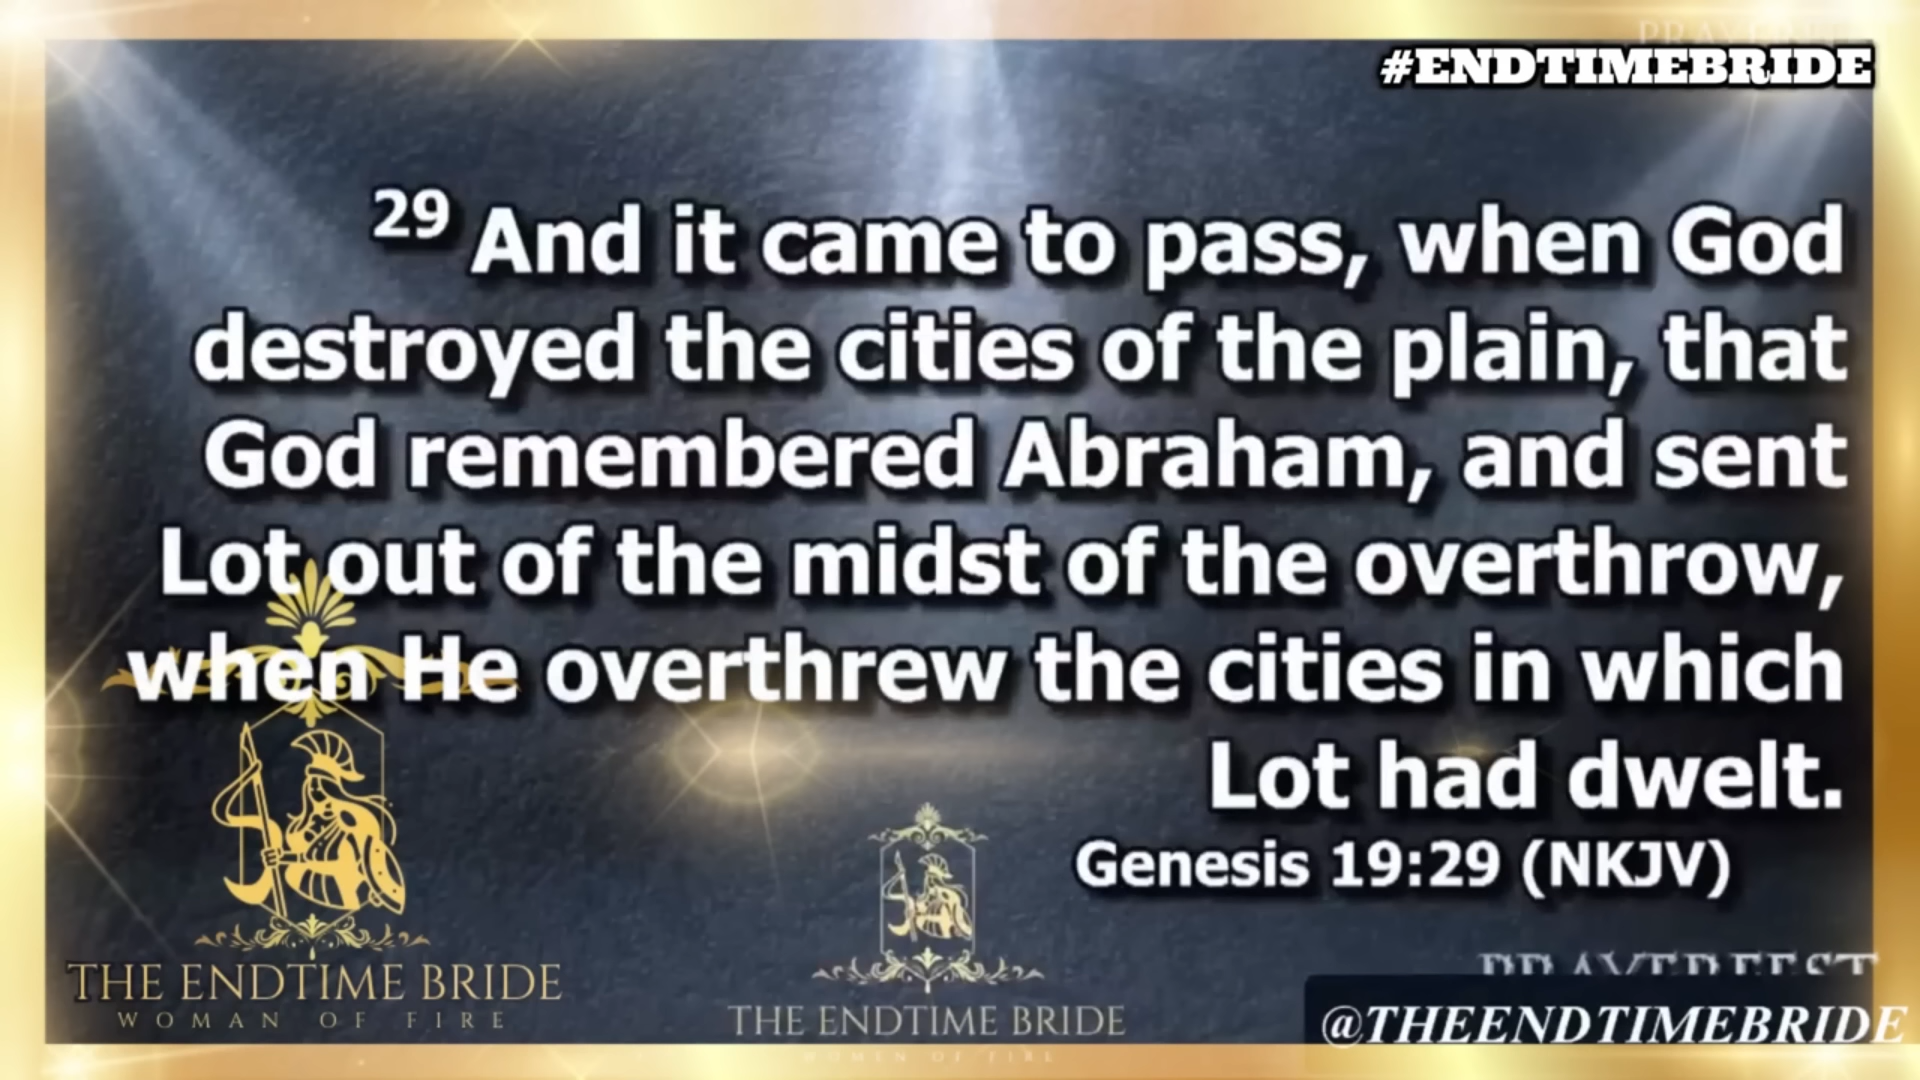 #ENDTIMEBRIDE
29 And it came to pass, when God
destroyed the cities of the plain, that
God remembered Abraham, and sent
Lot out of the midst of the overthrow,
when He overthrew the cities in which
Lot had dwelt.
Genesis 19:29 (NKJV)
THE ENDTIME BRIDE
WOMAN OF FIRE
THE ENDTIME BRIDE
WOMEN OF FIRE
PRAYERFEST
@THEENDTIMEBRIDE